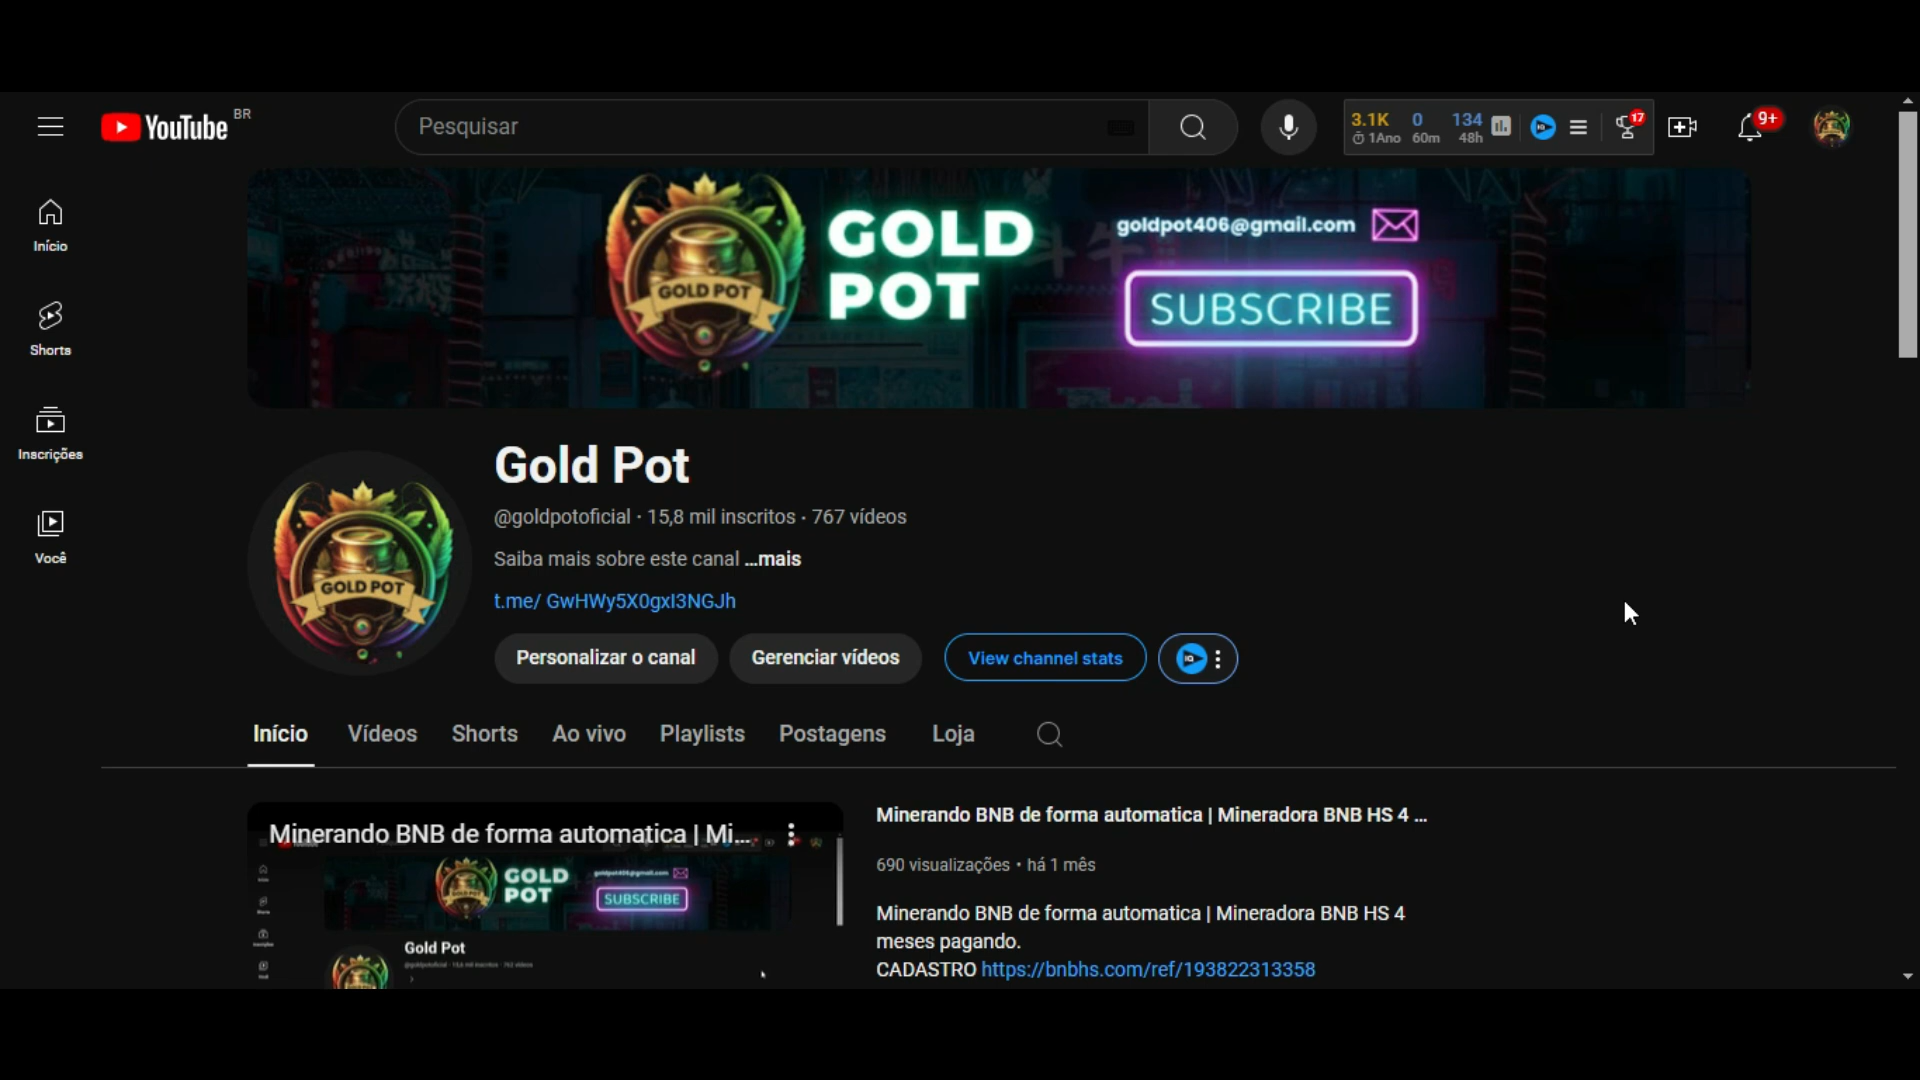 YouTube BR
Pesquisar
3.1K 0 134
1Ano 60m 48h
17
9+
Início
Shorts
Inscrições
Você
GOLD POT
GOLD
POT
goldpot406@gmail.com
SUBSCRIBE
GOLD POT
Gold Pot
@goldpotoficial · 15,8 mil inscritos · 767 vídeos
Saiba mais sobre este canal ...mais
t.me/ GwHWy5X0gxI3NGJh
Personalizar o canal
Gerenciar vídeos
View channel stats
IQ
Início Vídeos Shorts Ao vivo Playlists Postagens Loja
Minerando BNB de forma automatica | Mi...
GOLD
POT
SUBSCRIBE
Gold Pot
Minerando BNB de forma automatica | Mineradora BNB HS 4 ...
690 visualizações • há 1 mês
Minerando BNB de forma automatica | Mineradora BNB HS 4
meses pagando.
CADASTRO https://bnbhs.com/ref/193822313358